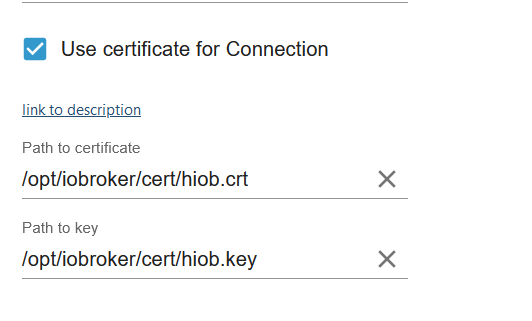 Use certificate for Connection
link to description
Path to certificate
/opt/iobroker/cert/hiob.crt
Path to key
/opt/iobroker/cert/hiob.key